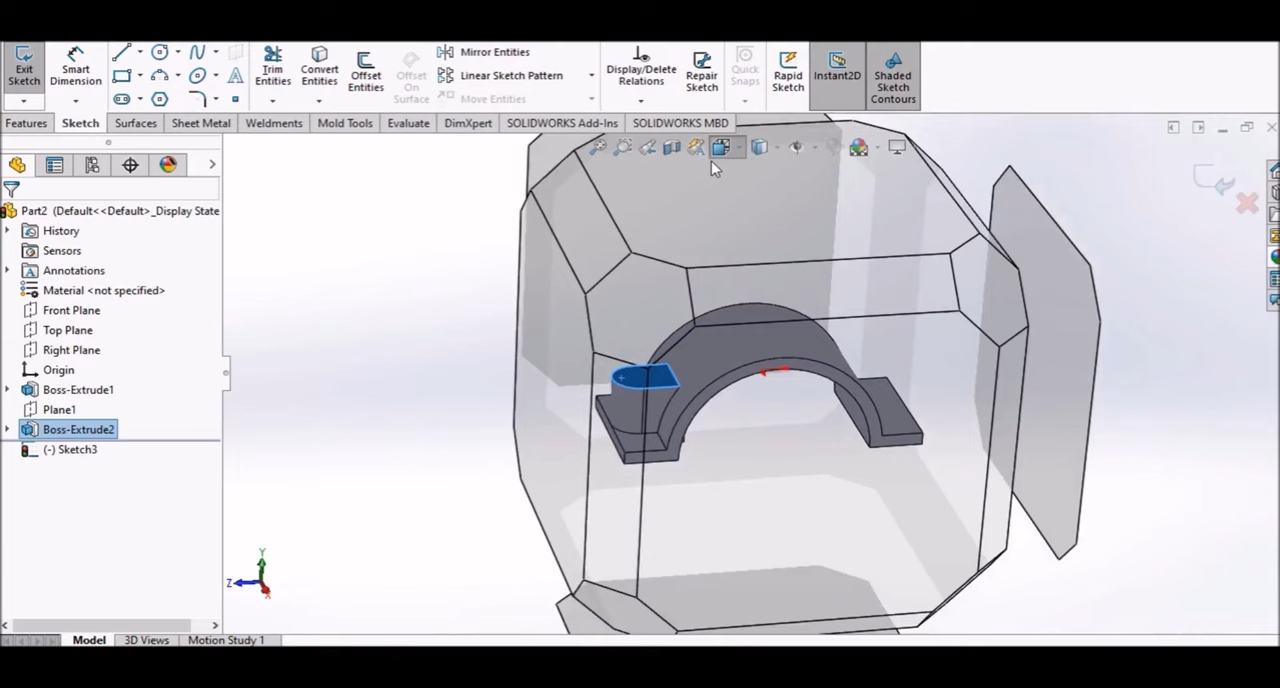 Exit Sketch
Smart Dimension
Trim Entities
Convert Entities
Offset Entities
Offset On Surface
Mirror Entities
Linear Sketch Pattern
Move Entities
Display/Delete Relations
Repair Sketch
Quick Snaps
Rapid Sketch
Instant2D
Shaded Sketch Contours
Features
Sketch
Surfaces
Sheet Metal
Weldments
Mold Tools
Evaluate
DimXpert
SOLIDWORKS Add-Ins
SOLIDWORKS MBD
Part2 (Default<<Default>_Display State
History
Sensors
Annotations
Material <not specified>
Front Plane
Top Plane
Right Plane
Origin
Boss-Extrude1
Plane1
Boss-Extrude2
(-) Sketch3
Y
Z
X
Model
3D Views
Motion Study 1